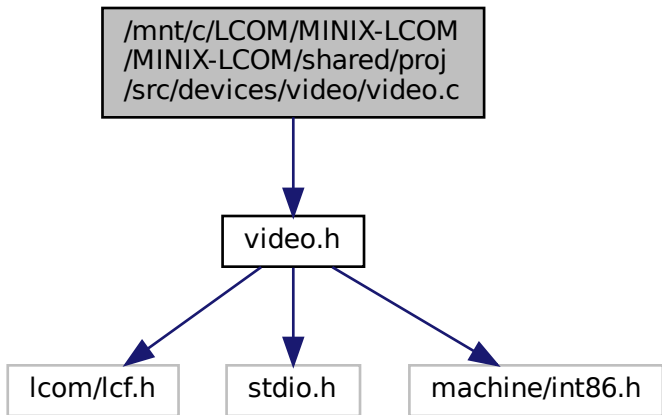 /mnt/c/LCOM/MINIX-LCOM
/MINIX-LCOM/shared/proj
/src/devices/video/video.c
video.h
lcom/lcf.h
stdio.h
machine/int86.h